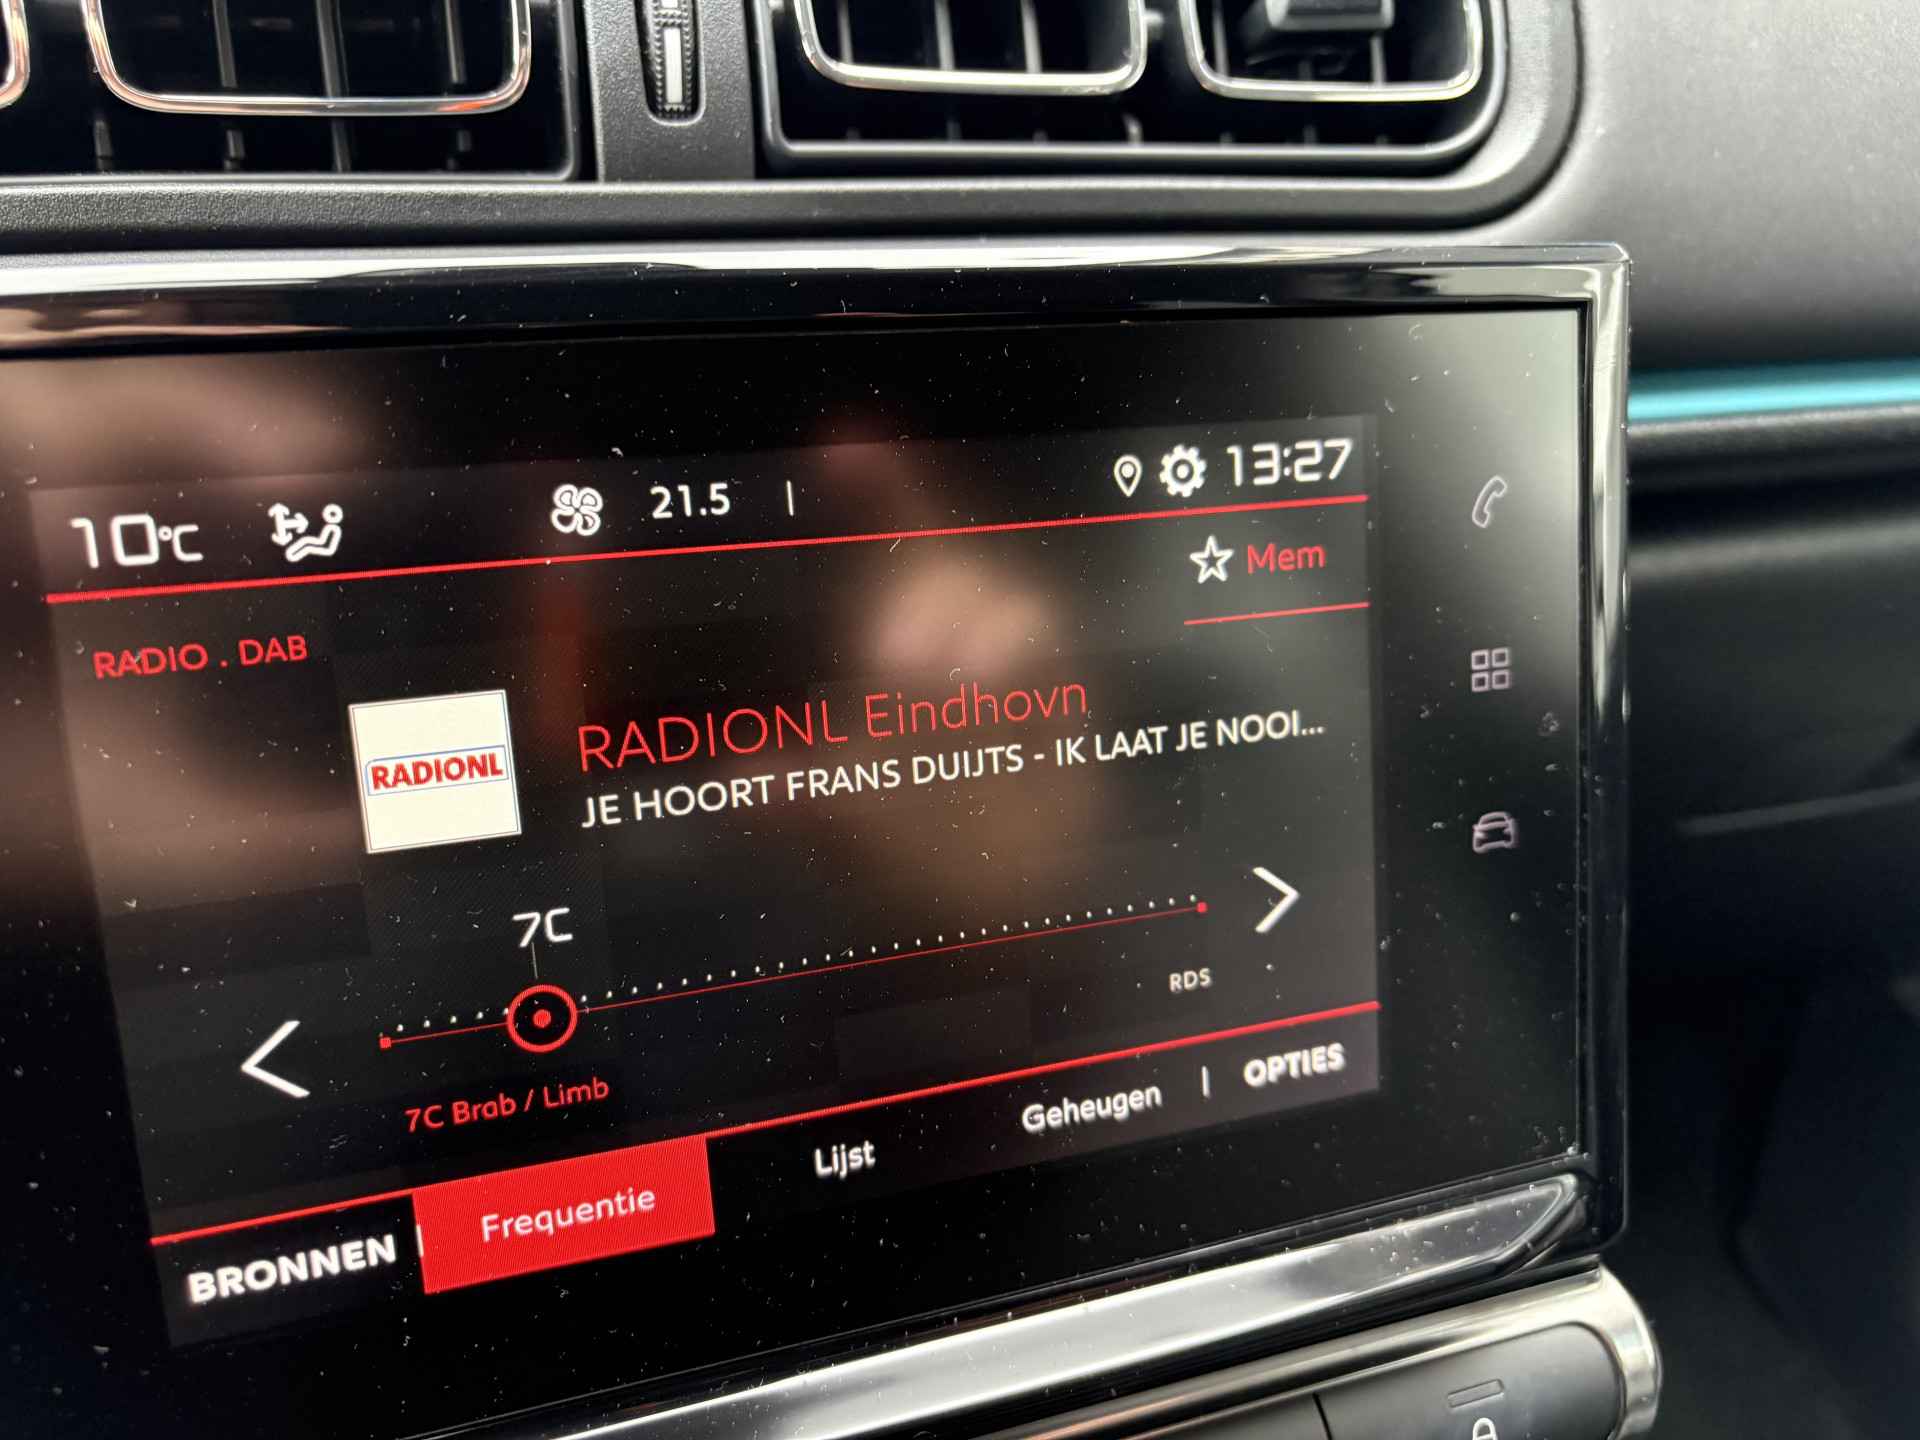 10°C 21.5 | 13:27
Mem
RADIO . DAB
RADIONL
RADIONL Eindhovn
JE HOORT FRANS DUIJTS - IK LAAT JE NOOI...
7C
RDS
7C Brab / Limb
BRONNEN | Frequentie Lijst Geheugen | OPTIES